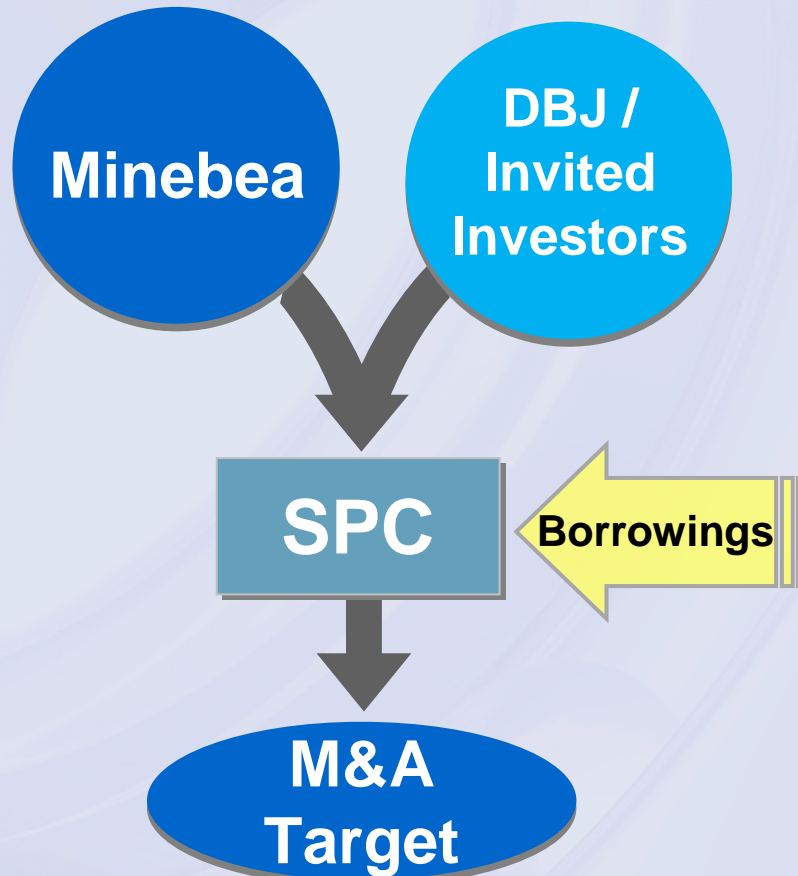 Minebea
DBJ /
Invited
Investors
SPC
Borrowings
M&A
Target